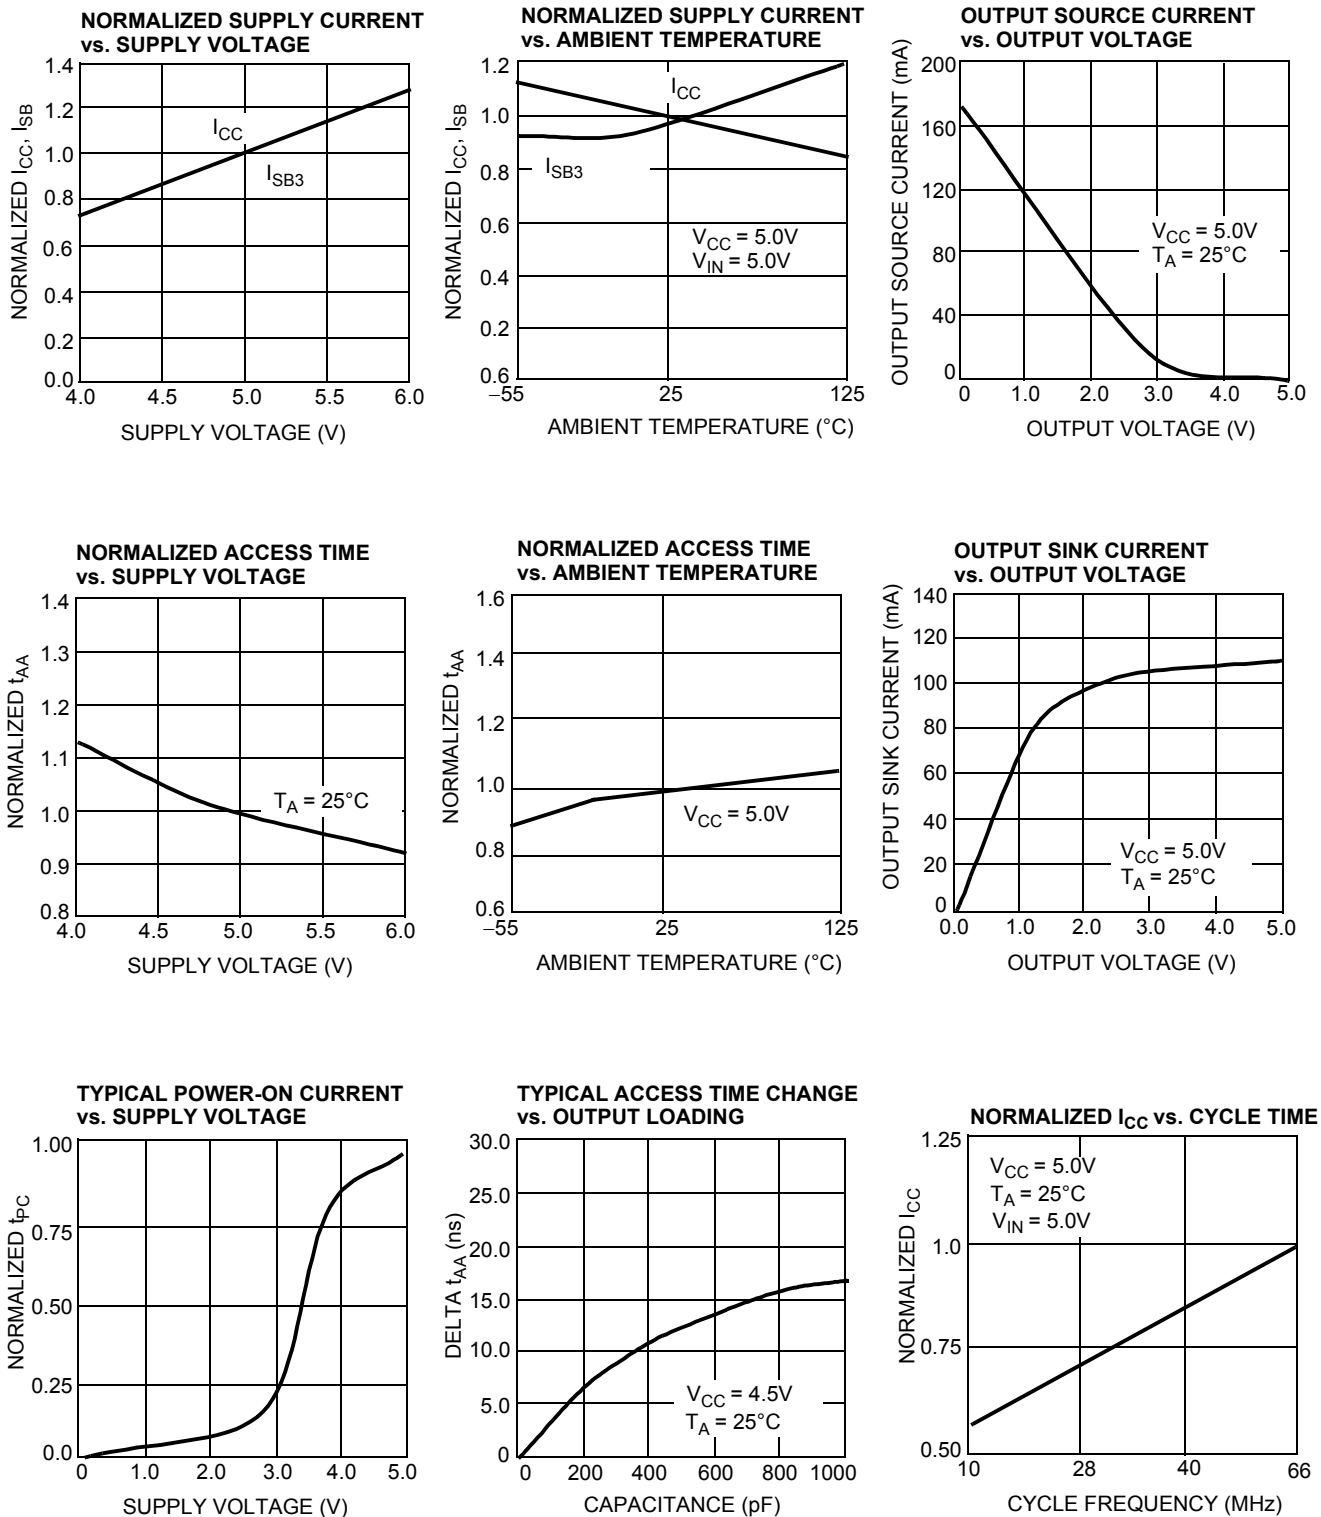 NORMALIZED SUPPLY CURRENT
vs. SUPPLY VOLTAGE
1.4
1.2
1.0
0.8
0.6
0.4
0.2
0.0
NORMALIZED ICC, ISB
ICC
ISB3
4.0 4.5 5.0 5.5 6.0
SUPPLY VOLTAGE (V)
NORMALIZED SUPPLY CURRENT
vs. AMBIENT TEMPERATURE
1.2
1.0
0.8
0.6
0.4
0.2
0.6
NORMALIZED ICC, ISB
ICC
ISB3
VCC = 5.0V
VIN = 5.0V
−55 25 125
AMBIENT TEMPERATURE (°C)
OUTPUT SOURCE CURRENT
vs. OUTPUT VOLTAGE
200
160
120
80
40
0
OUTPUT SOURCE CURRENT (mA)
VCC = 5.0V
TA = 25°C
0 1.0 2.0 3.0 4.0 5.0
OUTPUT VOLTAGE (V)
NORMALIZED ACCESS TIME
vs. SUPPLY VOLTAGE
1.4
1.3
1.2
1.1
1.0
0.9
0.8
NORMALIZED tAA
TA = 25°C
4.0 4.5 5.0 5.5 6.0
SUPPLY VOLTAGE (V)
NORMALIZED ACCESS TIME
vs. AMBIENT TEMPERATURE
1.6
1.4
1.2
1.0
0.8
0.6
NORMALIZED tAA
VCC = 5.0V
−55 25 125
AMBIENT TEMPERATURE (°C)
OUTPUT SINK CURRENT
vs. OUTPUT VOLTAGE
140
120
100
80
60
40
20
0
OUTPUT SINK CURRENT (mA)
VCC = 5.0V
TA = 25°C
0.0 1.0 2.0 3.0 4.0 5.0
OUTPUT VOLTAGE (V)
TYPICAL POWER-ON CURRENT
vs. SUPPLY VOLTAGE
1.00
0.75
0.50
0.25
0.0
NORMALIZED tPC
0 1.0 2.0 3.0 4.0 5.0
SUPPLY VOLTAGE (V)
TYPICAL ACCESS TIME CHANGE
vs. OUTPUT LOADING
30.0
25.0
20.0
15.0
10.0
5.0
0
DELTA tAA (ns)
VCC = 4.5V
TA = 25°C
0 200 400 600 800 1000
CAPACITANCE (pF)
NORMALIZED ICC vs. CYCLE TIME
1.25
1.0
0.75
0.50
NORMALIZED ICC
VCC = 5.0V
TA = 25°C
VIN = 5.0V
10 28 40 66
CYCLE FREQUENCY (MHz)